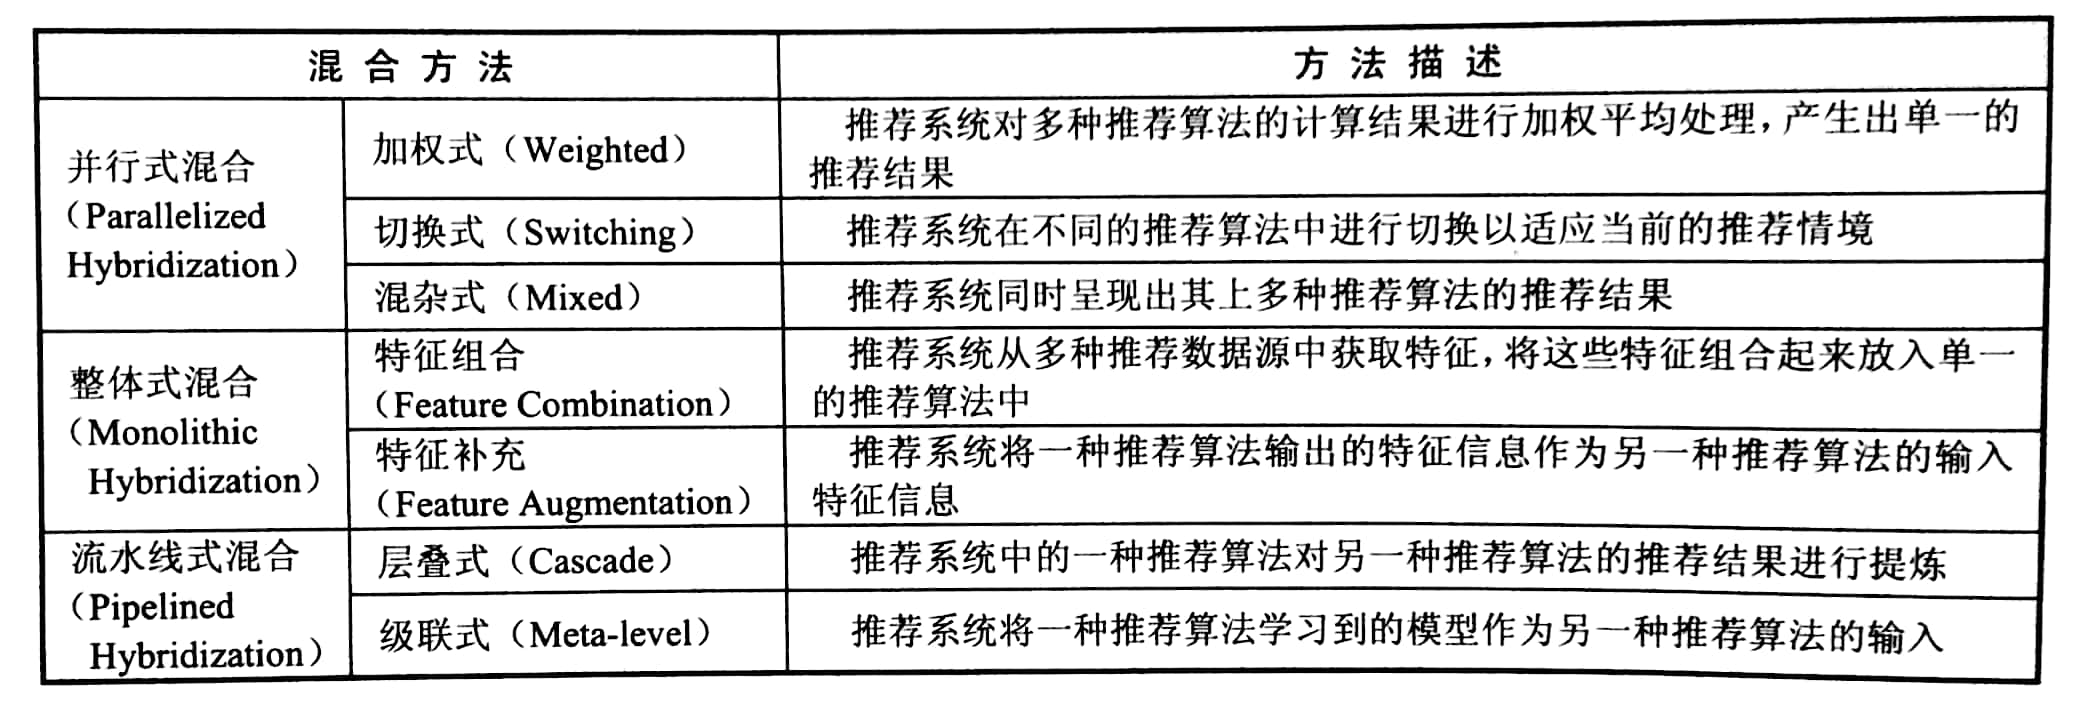 混合方法
方法描述
并行式混合
（Parallelized
Hybridization）
加权式（Weighted）
推荐系统对多种推荐算法的计算结果进行加权平均处理，产生出单一的
推荐结果
切换式（Switching）
推荐系统在不同的推荐算法中进行切换以适应当前的推荐情境
混杂式（Mixed）
推荐系统同时呈现出其上多种推荐算法的推荐结果
整体式混合
（Monolithic
Hybridization）
特征组合
（Feature Combination）
推荐系统从多种推荐数据源中获取特征，将这些特征组合起来放入单一
的推荐算法中
特征补充
（Feature Augmentation）
推荐系统将一种推荐算法输出的特征信息作为另一种推荐算法的输入
特征信息
流水线式混合
（Pipelined
Hybridization）
层叠式（Cascade）
推荐系统中的一种推荐算法对另一种推荐算法的推荐结果进行提炼
级联式（Meta-level）
推荐系统将一种推荐算法学习到的模型作为另一种推荐算法的输入